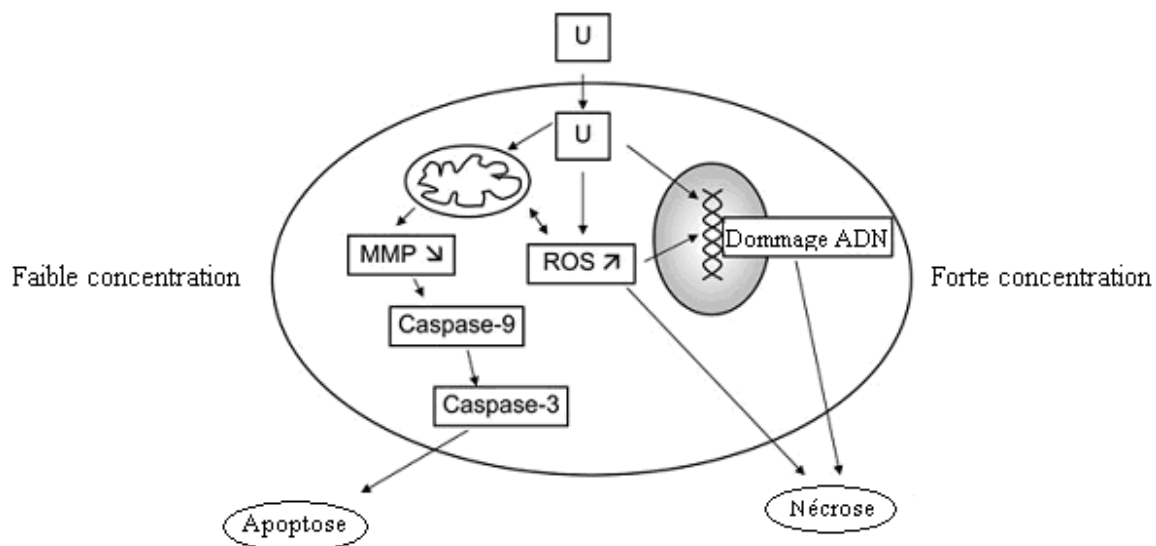 U
U
MMP ↘
ROS ↗
Dommage ADN
Faible concentration
Forte concentration
Caspase-9
Caspase-3
Apoptose
Nécrose